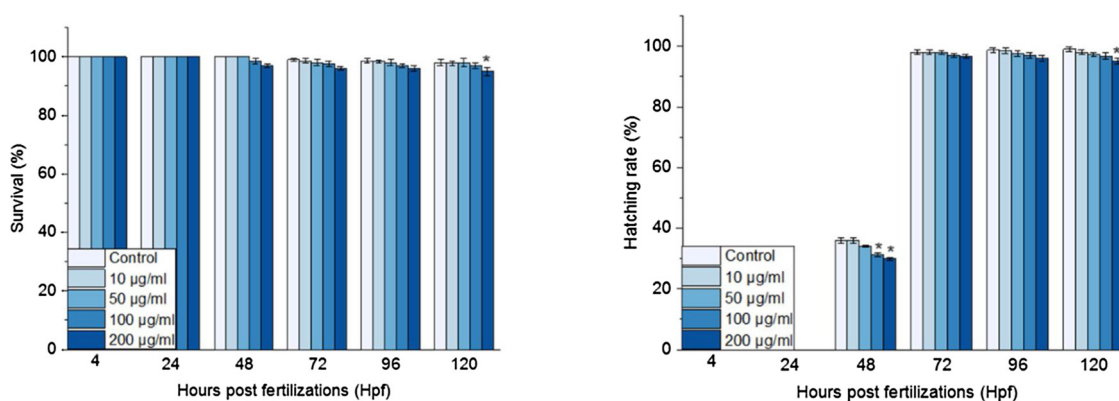 Survival (%)
100
80
60
40
20
0
*
Control
10 µg/ml
50 µg/ml
100 µg/ml
200 µg/ml
4 24 48 72 96 120
Hours post fertilizations (Hpf)
Hatching rate (%)
100
80
60
40
20
0
* * *
Control
10 µg/ml
50 µg/ml
100 µg/ml
200 µg/ml
4 24 48 72 96 120
Hours post fertilizations (Hpf)